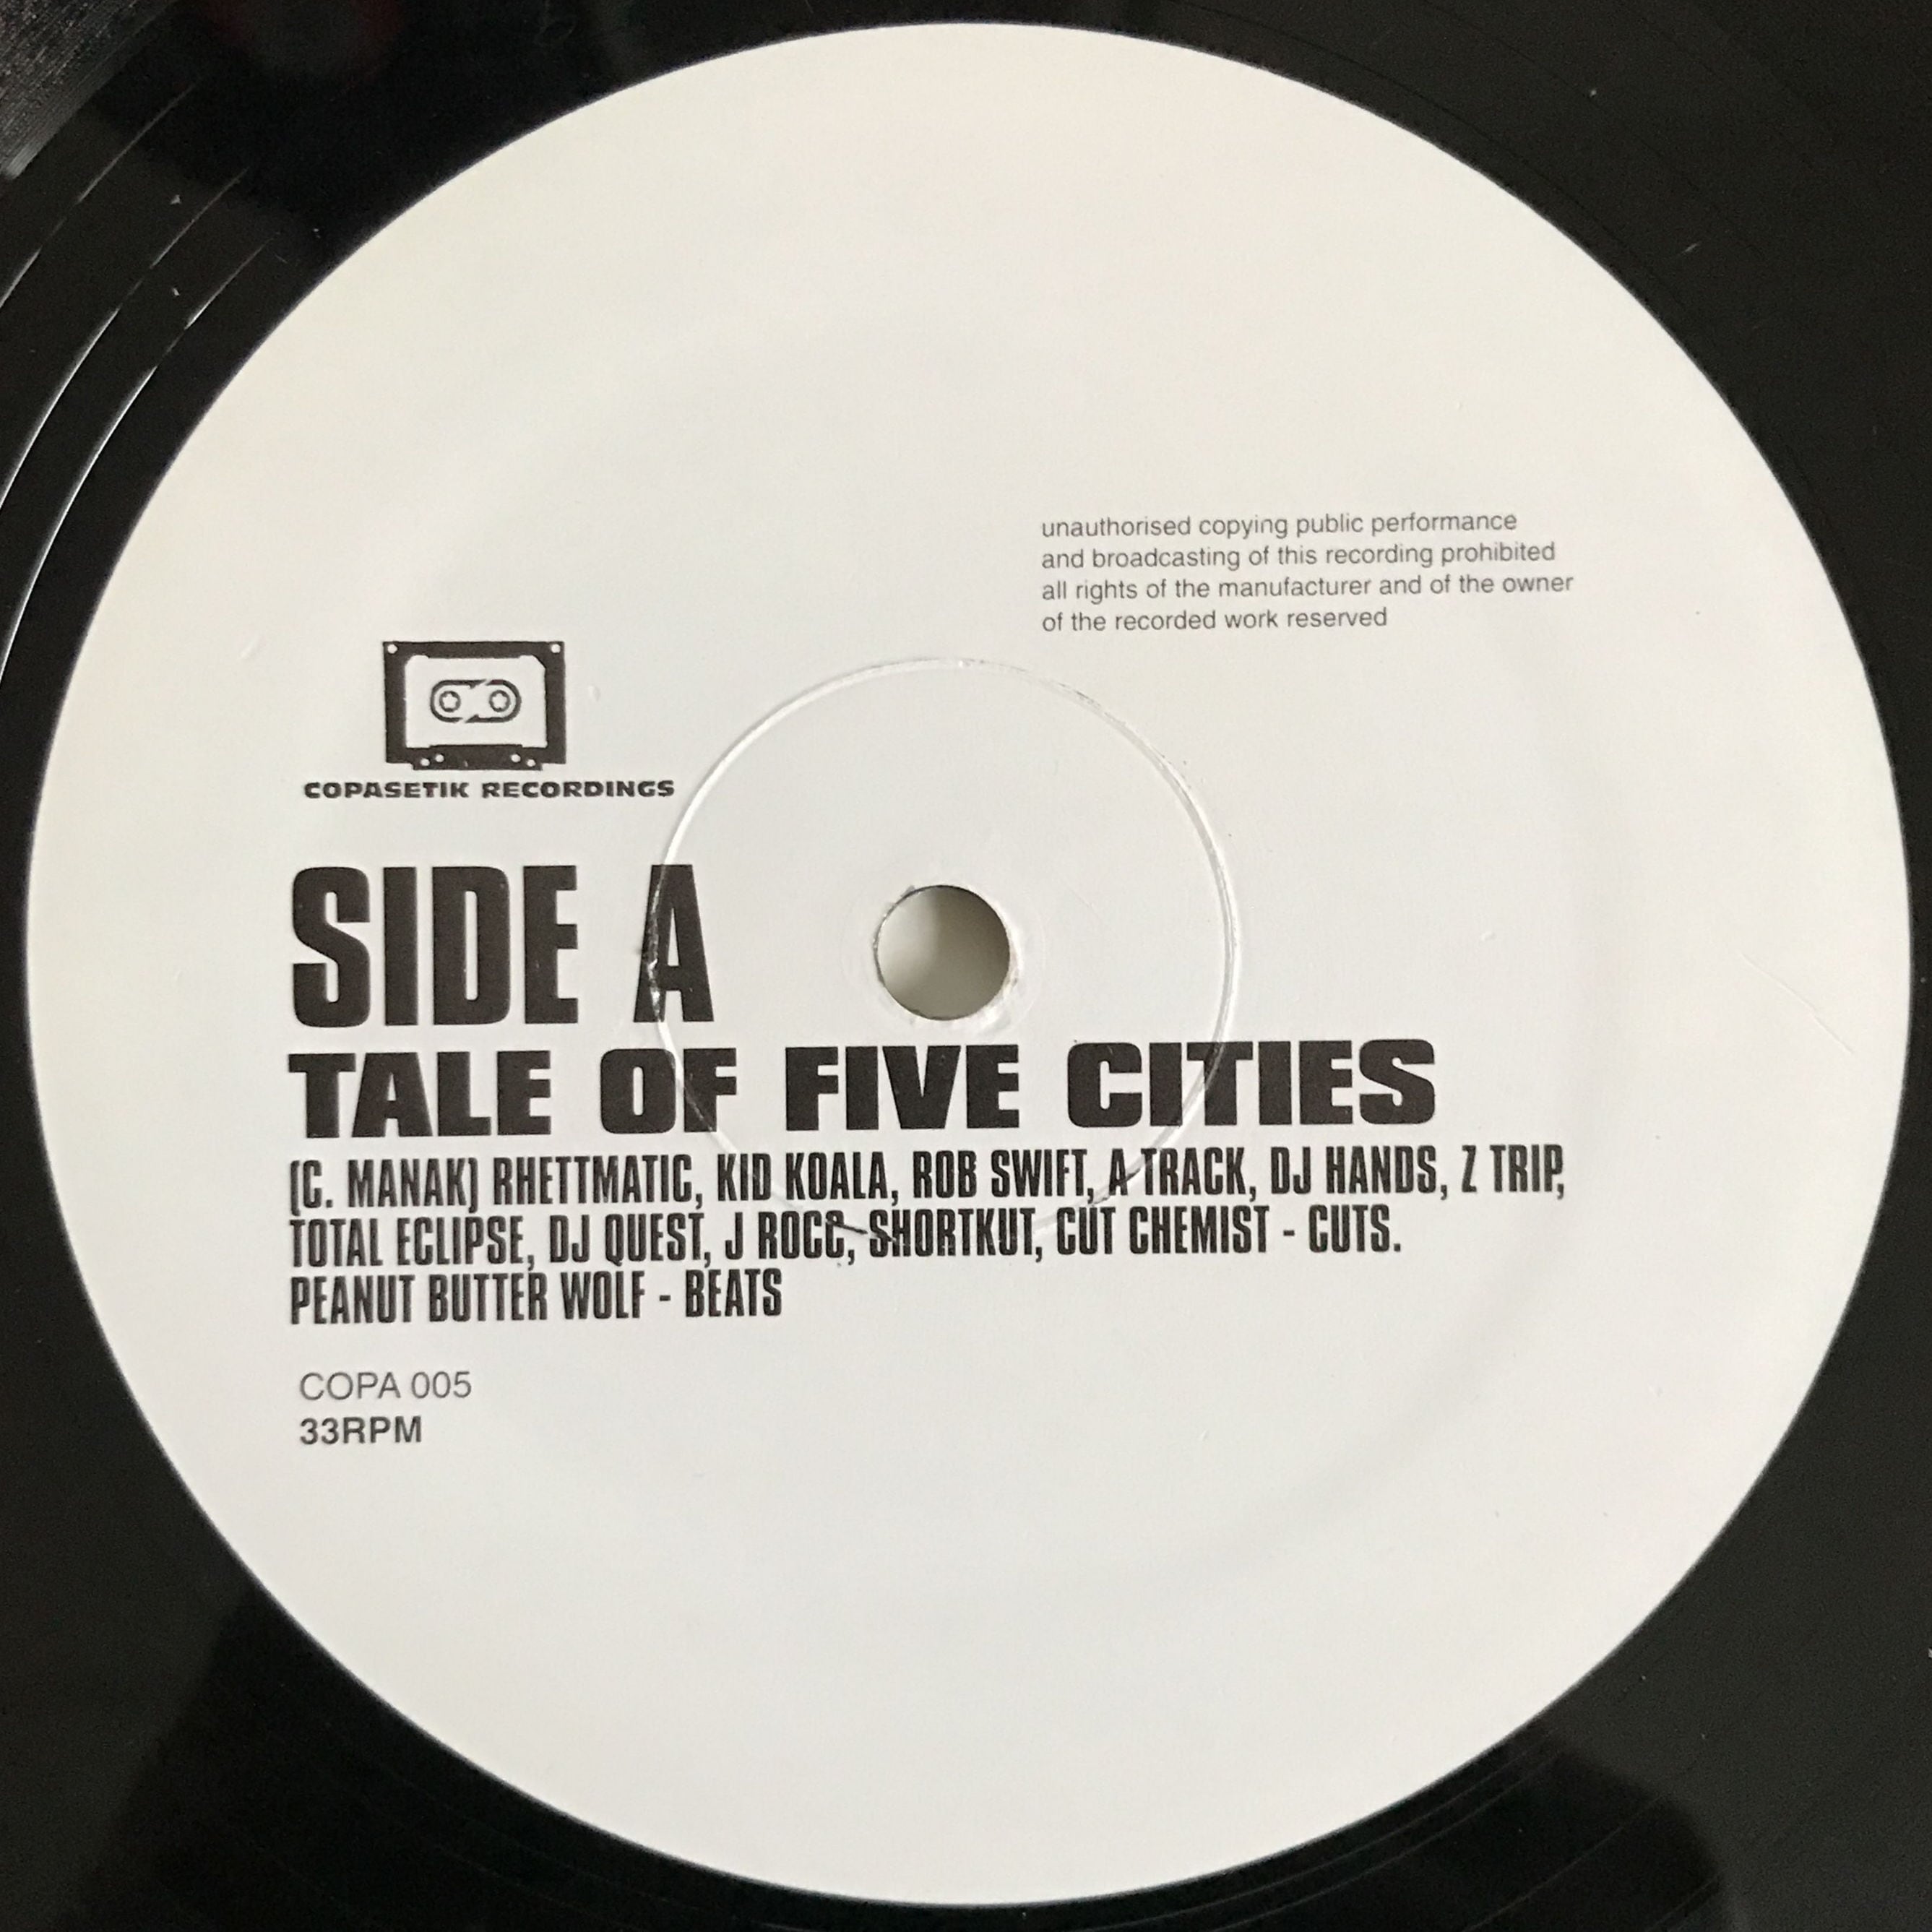 unauthorised copying public performance
and broadcasting of this recording prohibited
all rights of the manufacturer and of the owner
of the recorded work reserved
COPASETIK RECORDINGS
SIDE A
TALE OF FIVE CITIES
(C. MANAK) RHETTMATIC, KID KOALA, ROB SWIFT, A TRACK, DJ HANDS, Z TRIP,
TOTAL ECLIPSE, DJ QUEST, J ROCC, SHORTKUT, CUT CHEMIST - CUTS.
PEANUT BUTTER WOLF - BEATS
COPA 005
33RPM